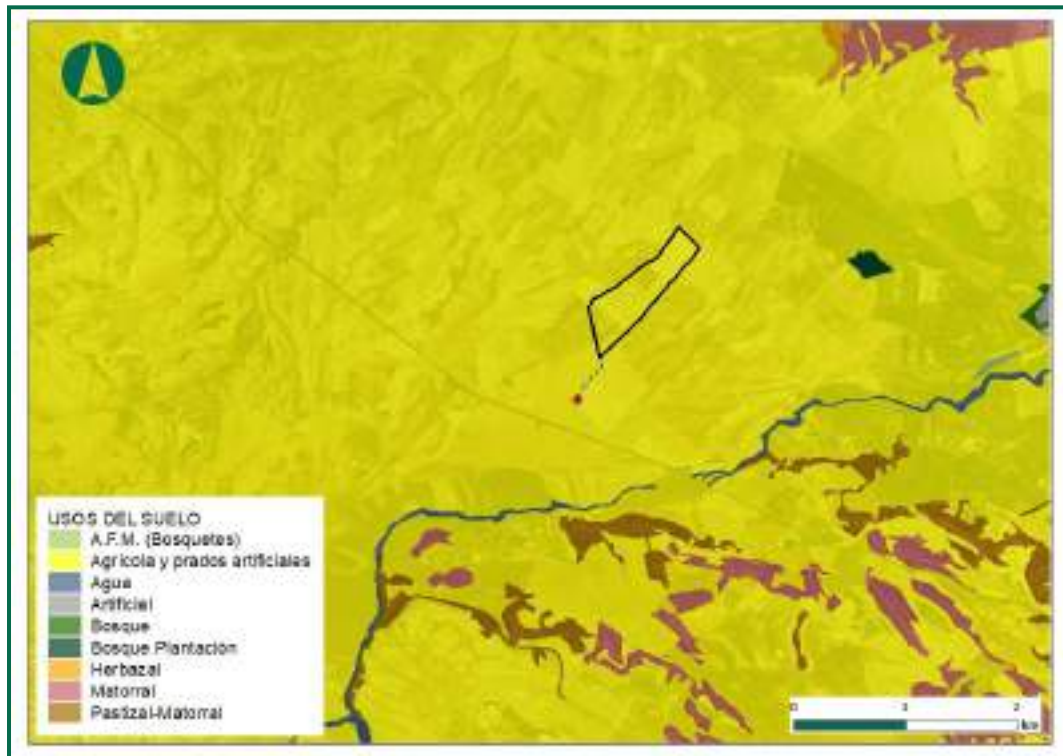 USOS DEL SUELO
A.F.M. (Bosquetes)
Agrícola y prados artificiales
Agua
Artificial
Bosque
Bosque Plantación
Herbazal
Matorral
Pastizal-Matorral
0 1 2
km